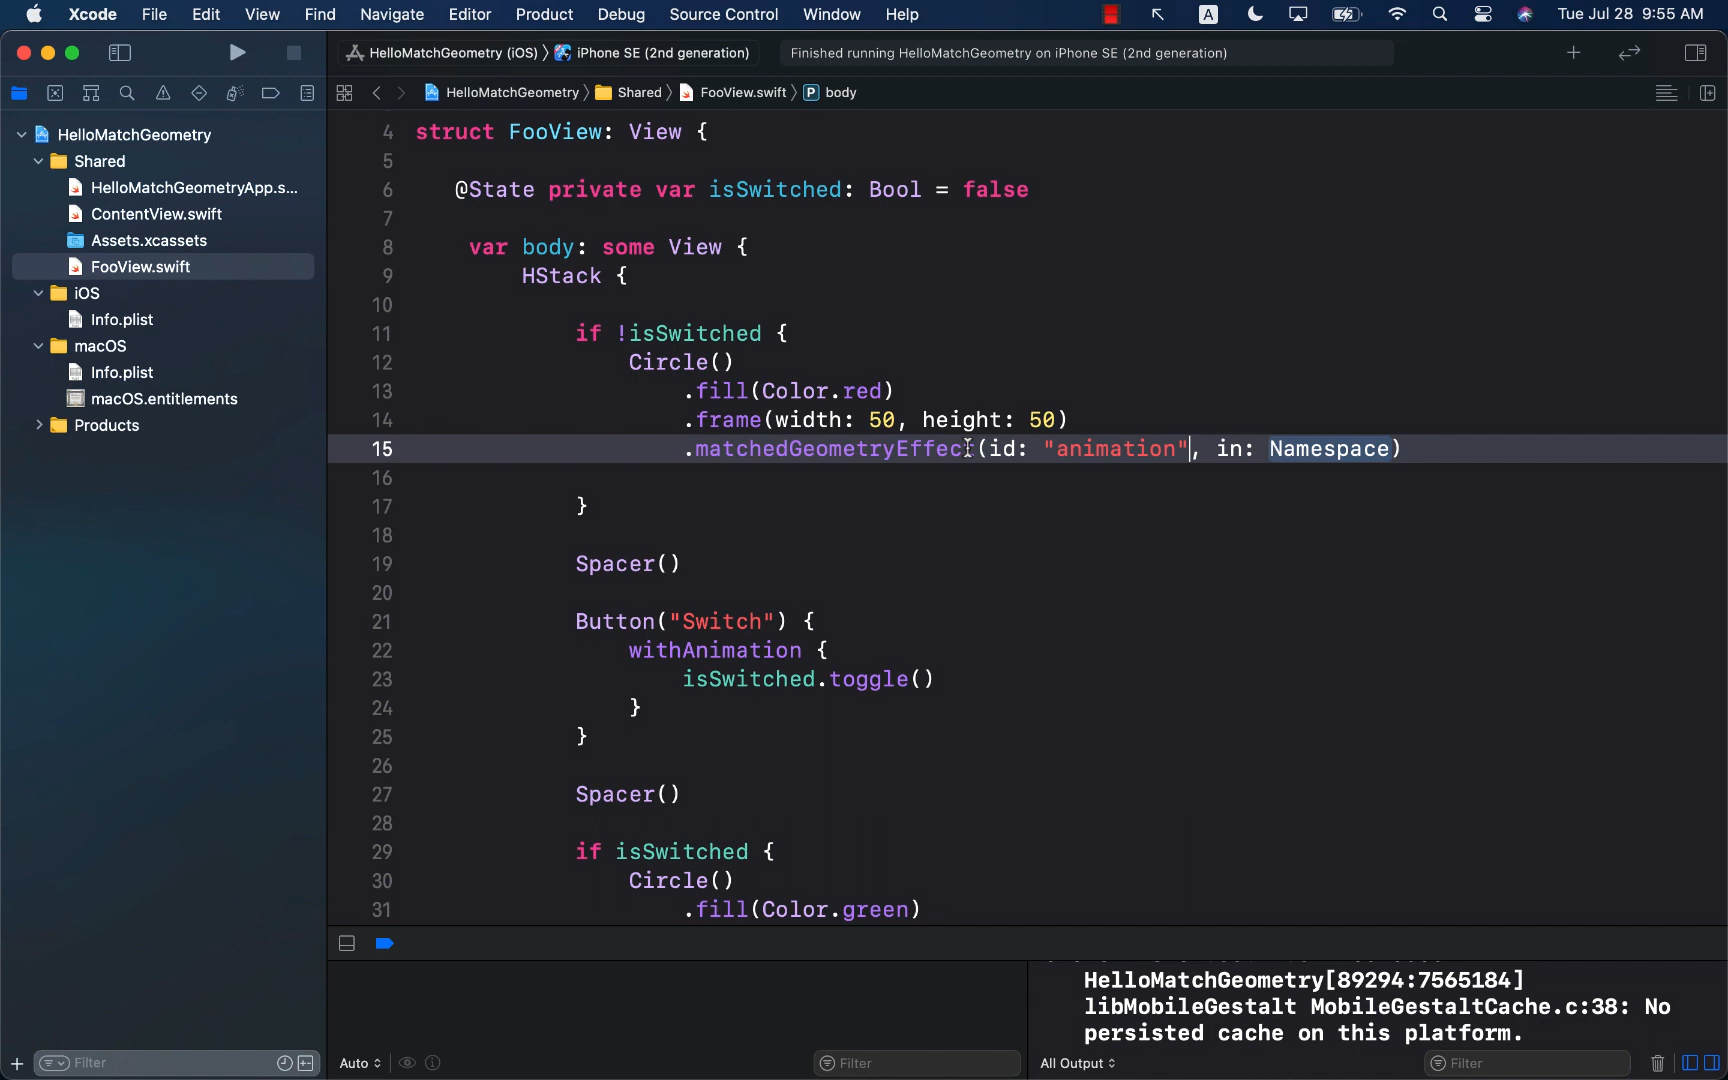 Xcode File Edit View Find Navigate Editor Product Debug Source Control Window Help A Tue Jul 28 9:55 AM
HelloMatchGeometry (iOS) 〉 iPhone SE (2nd generation) Finished running HelloMatchGeometry on iPhone SE (2nd generation)
HelloMatchGeometry 〉 Shared 〉 FooView.swift 〉 P body
HelloMatchGeometry
Shared
HelloMatchGeometryApp.s...
ContentView.swift
Assets.xcassets
FooView.swift
iOS
Info.plist
macOS
Info.plist
macOS.entitlements
Products
4 struct FooView: View {
5
6 @State private var isSwitched: Bool = false
7
8 var body: some View {
9 HStack {
10
11 if !isSwitched {
12 Circle()
13 .fill(Color.red)
14 .frame(width: 50, height: 50)
15 .matchedGeometryEffect(id: "animation", in: Namespace)
16
17 }
18
19 Spacer()
20
21 Button("Switch") {
22 withAnimation {
23 isSwitched.toggle()
24 }
25 }
26
27 Spacer()
28
29 if isSwitched {
30 Circle()
31 .fill(Color.green)
HelloMatchGeometry[89294:7565184]
libMobileGestalt MobileGestaltCache.c:38: No
persisted cache on this platform.
Filter Auto Filter All Output Filter